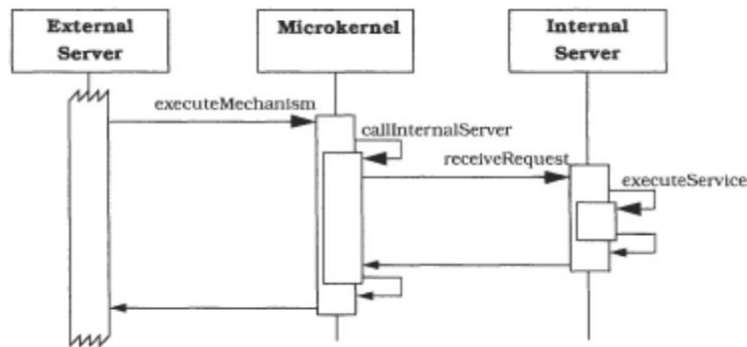 External
Server
Microkernel
Internal
Server
executeMechanism
callInternalServer
receiveRequest
executeService